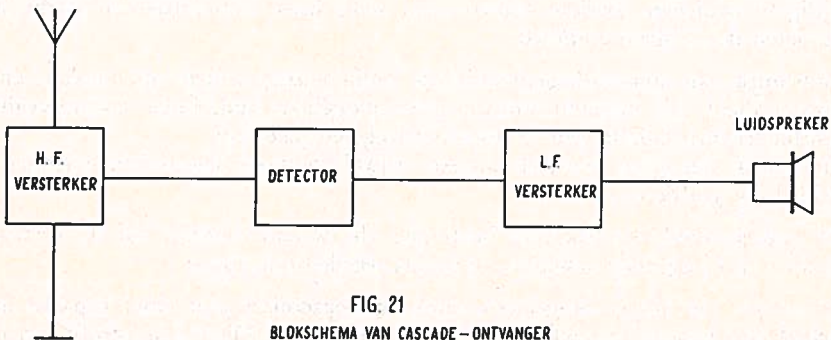 H. F.
VERSTERKER
DETECTOR
L.F.
VERSTERKER
LUIDSPREKER
FIG. 21
BLOKSCHEMA VAN CASCADE-ONTVANGER